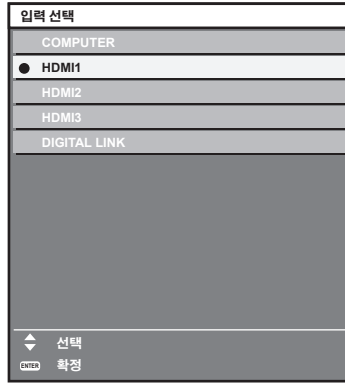 입력 선택
COMPUTER
HDMI1
HDMI2
HDMI3
DIGITAL LINK
선택
ENTER 확정